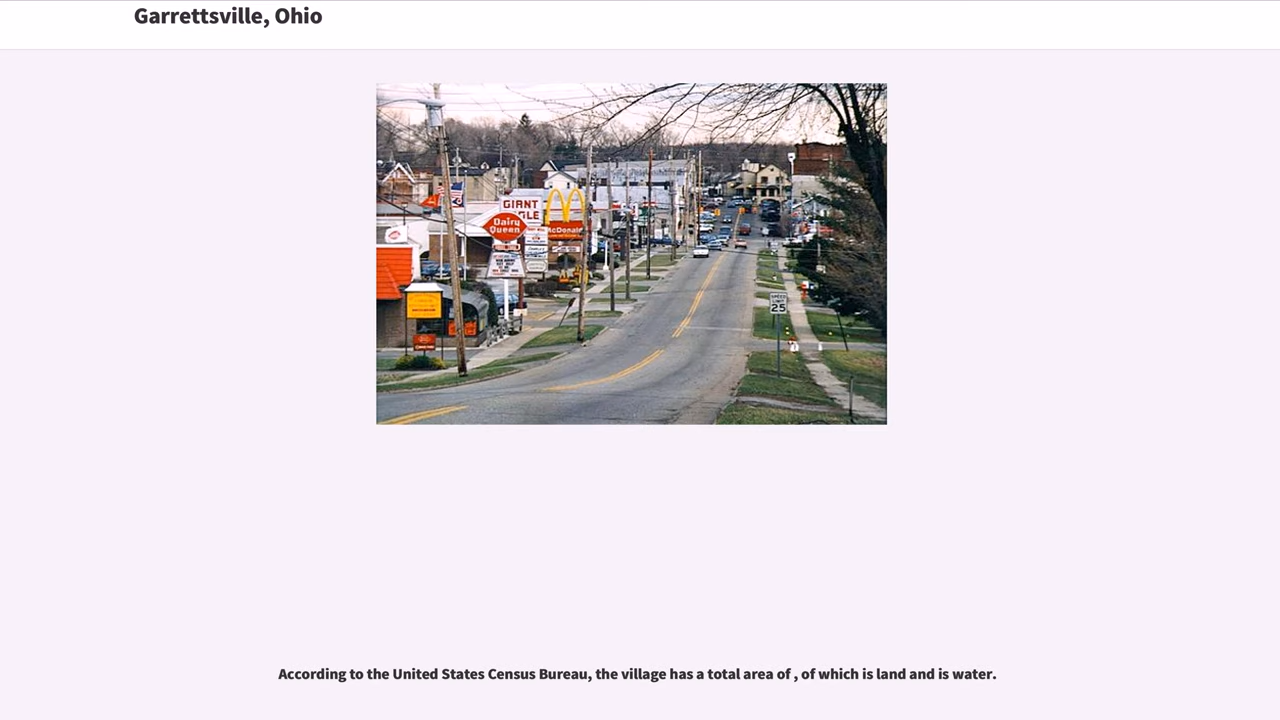 Garrettsville, Ohio
GIANT
GLE
Dairy
Queen
McDonald
SPEED
LIMIT
25
According to the United States Census Bureau, the village has a total area of , of which is land and is water.